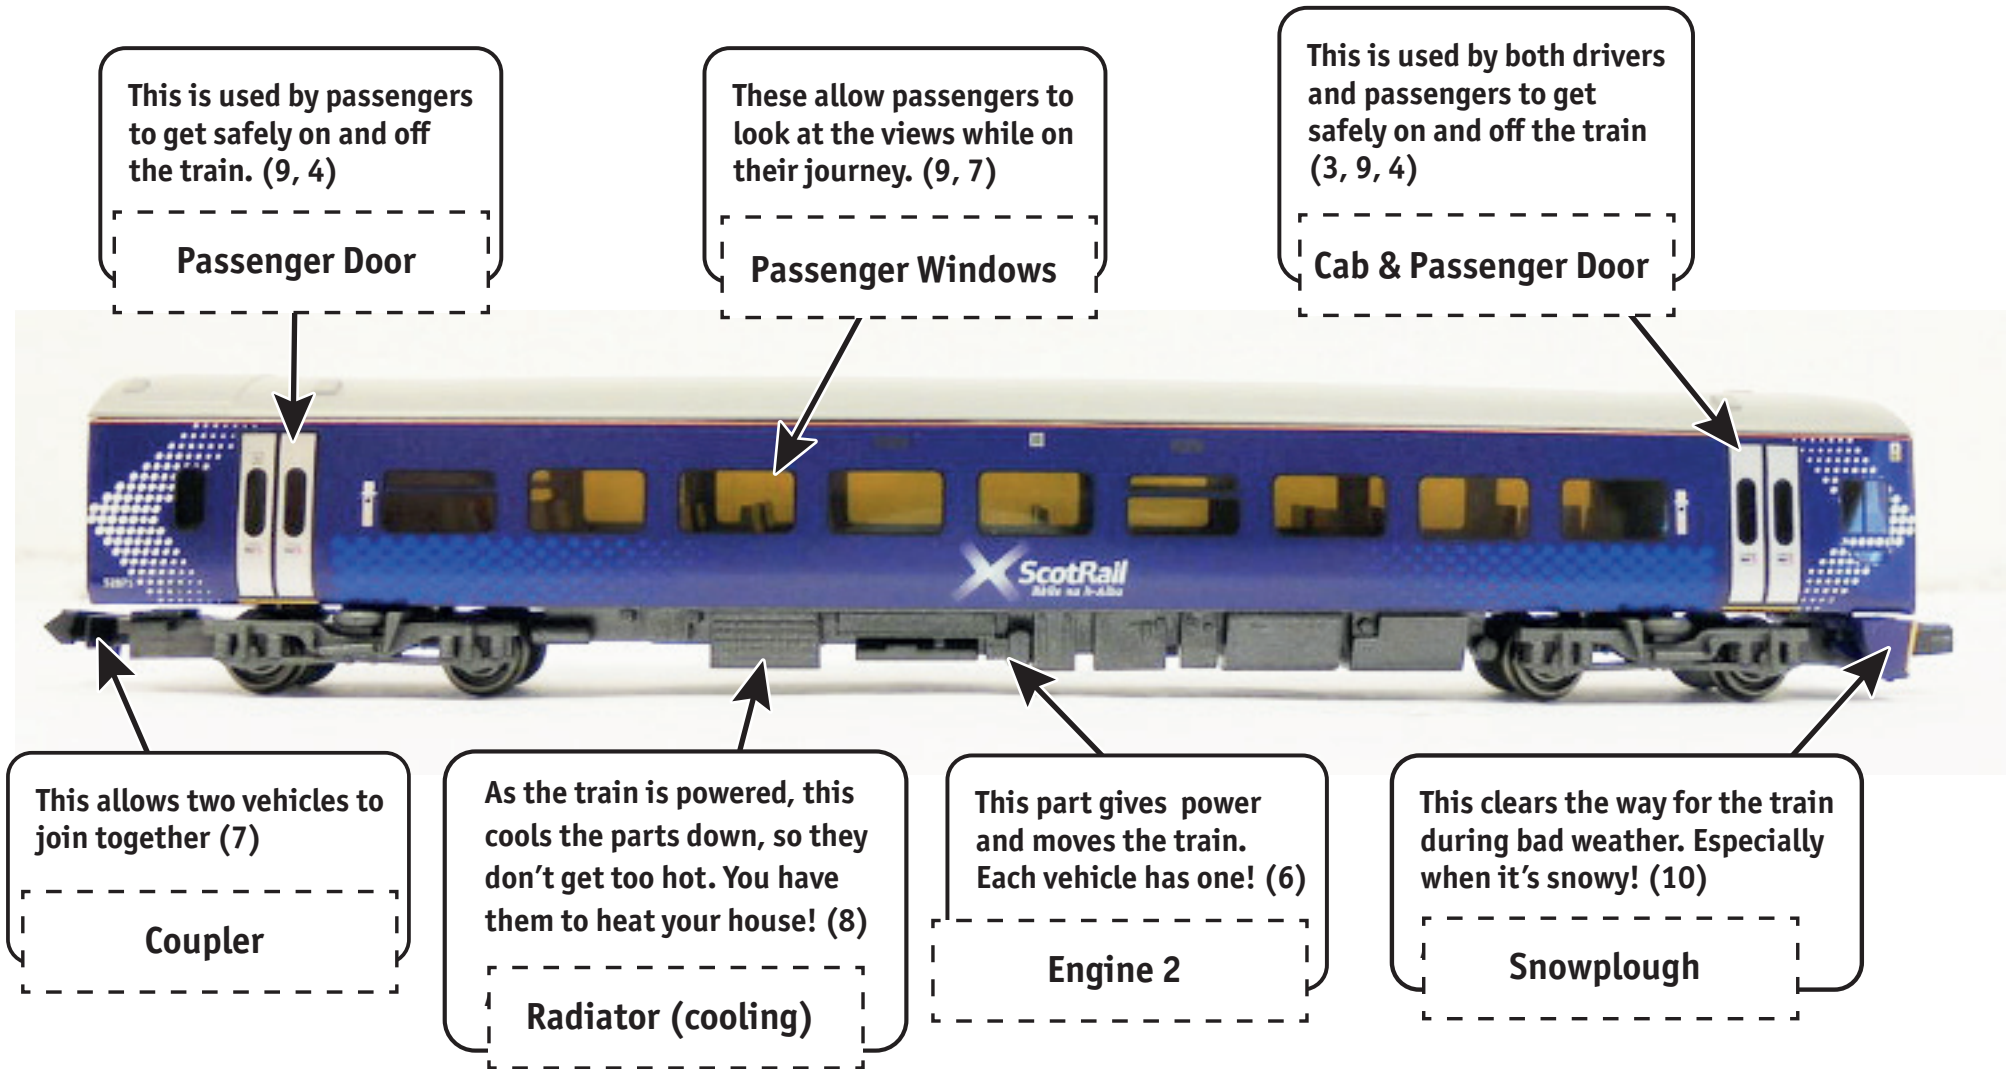 This is used by passengers
to get safely on and off
the train. (9, 4)
Passenger Door
These allow passengers to
look at the views while on
their journey. (9, 7)
Passenger Windows
This is used by both drivers
and passengers to get
safely on and off the train
(3, 9, 4)
Cab & Passenger Door
ScotRail
This allows two vehicles to
join together (7)
Coupler
As the train is powered, this
cools the parts down, so they
don't get too hot. You have
them to heat your house! (8)
Radiator (cooling)
This part gives power
and moves the train.
Each vehicle has one! (6)
Engine 2
This clears the way for the train
during bad weather. Especially
when it's snowy! (10)
Snowplough